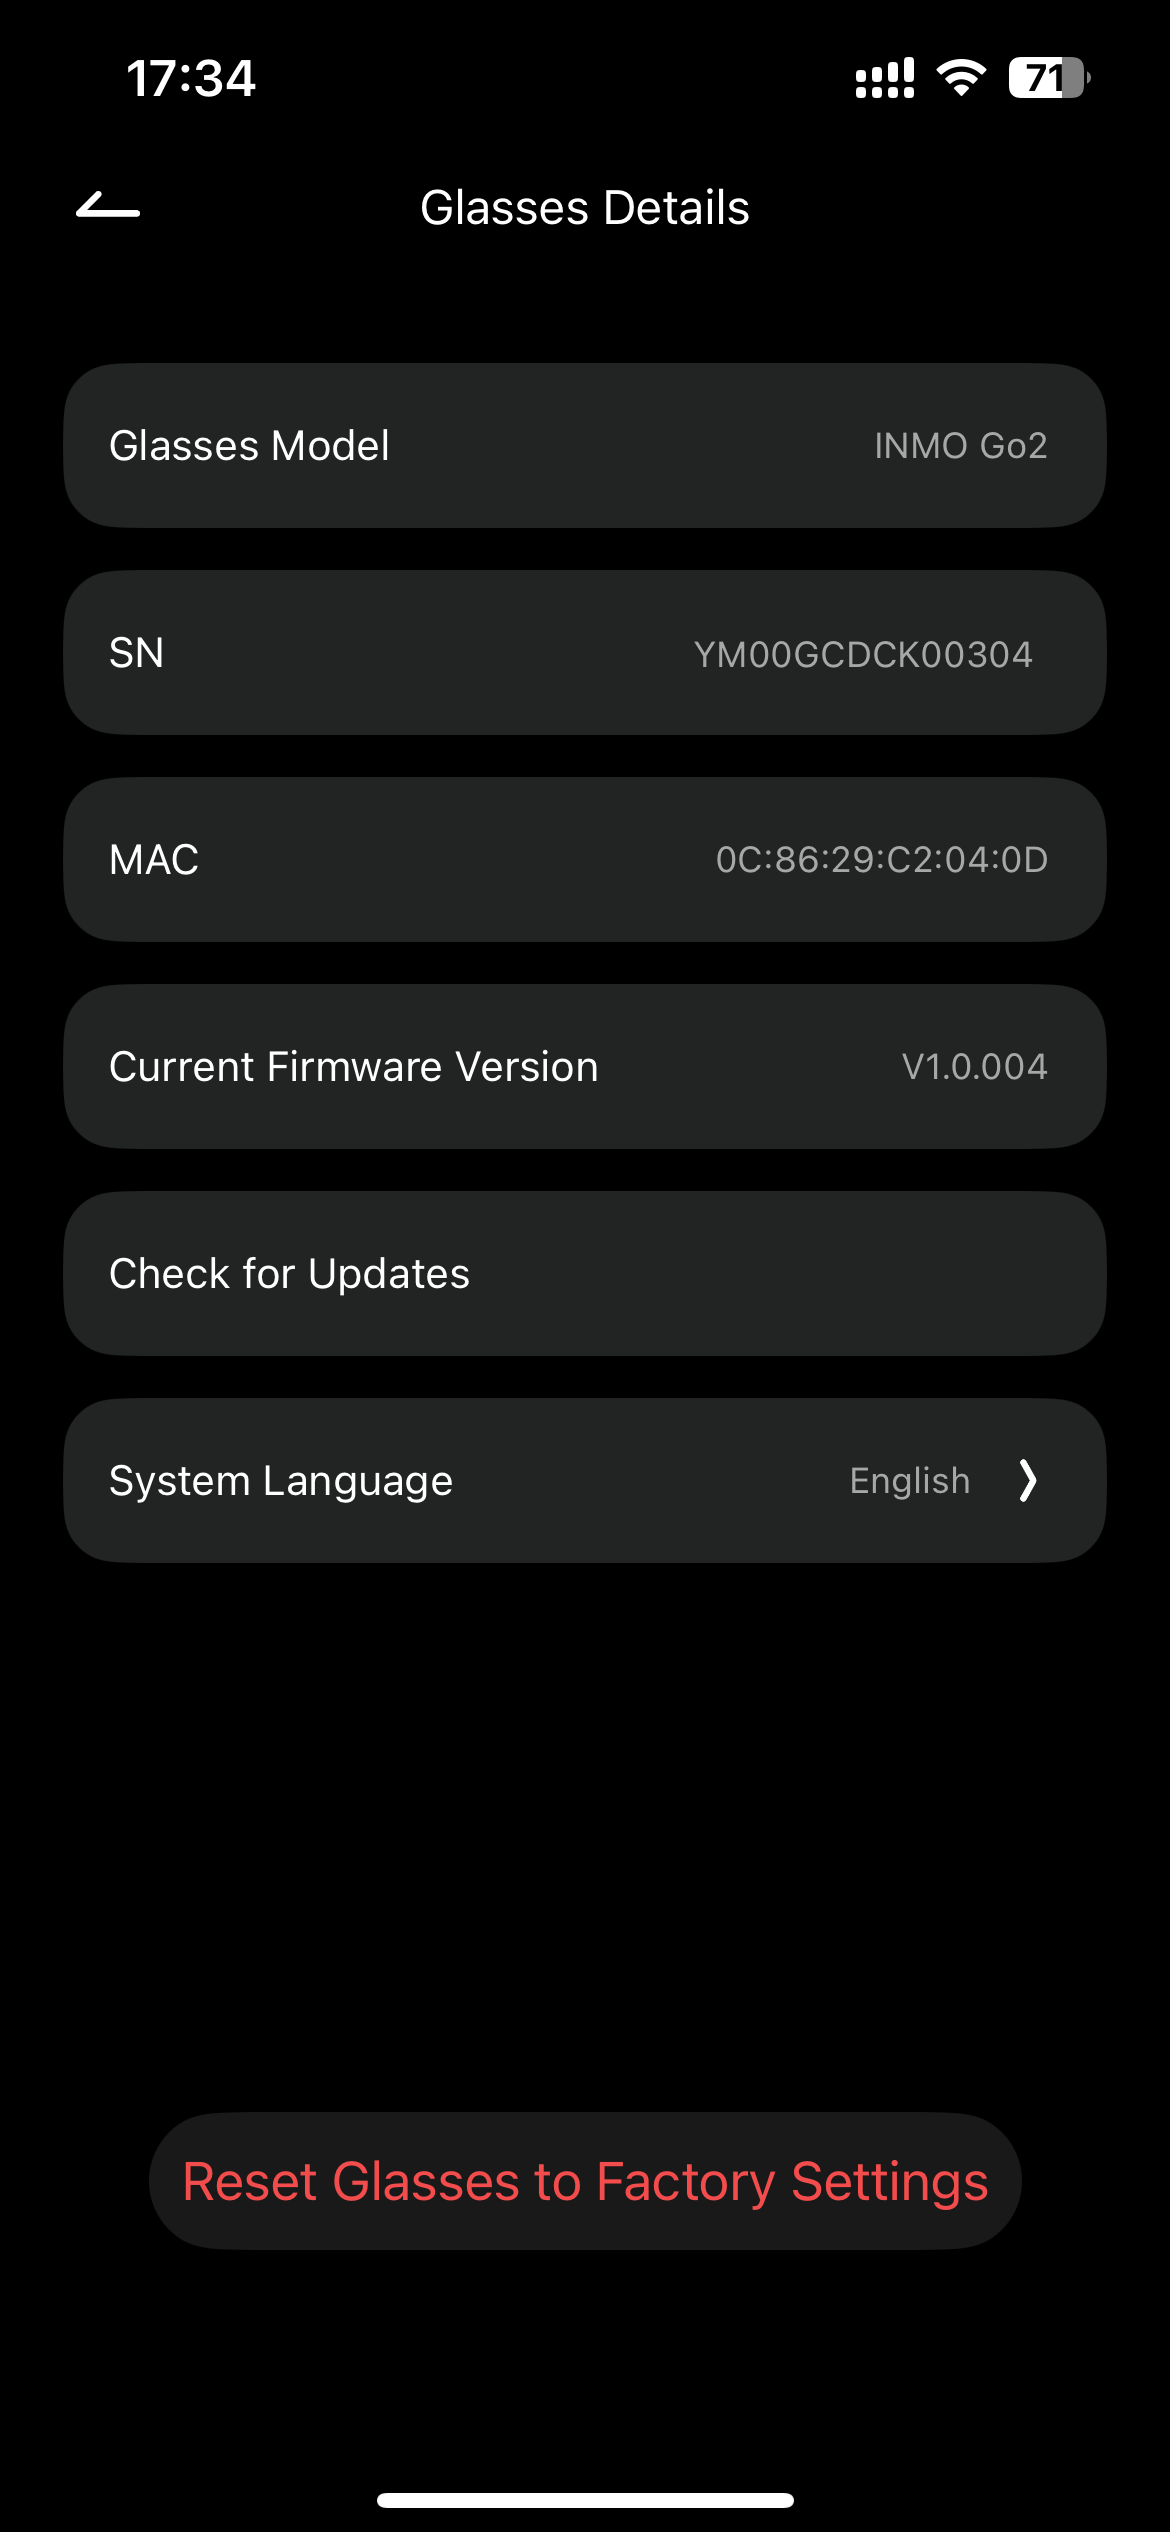 17:34
71
Glasses Details
Glasses Model
INMO Go2
SN
YM00GCDCK00304
MAC
0C:86:29:C2:04:0D
Current Firmware Version
V1.0.004
Check for Updates
System Language
English
Reset Glasses to Factory Settings